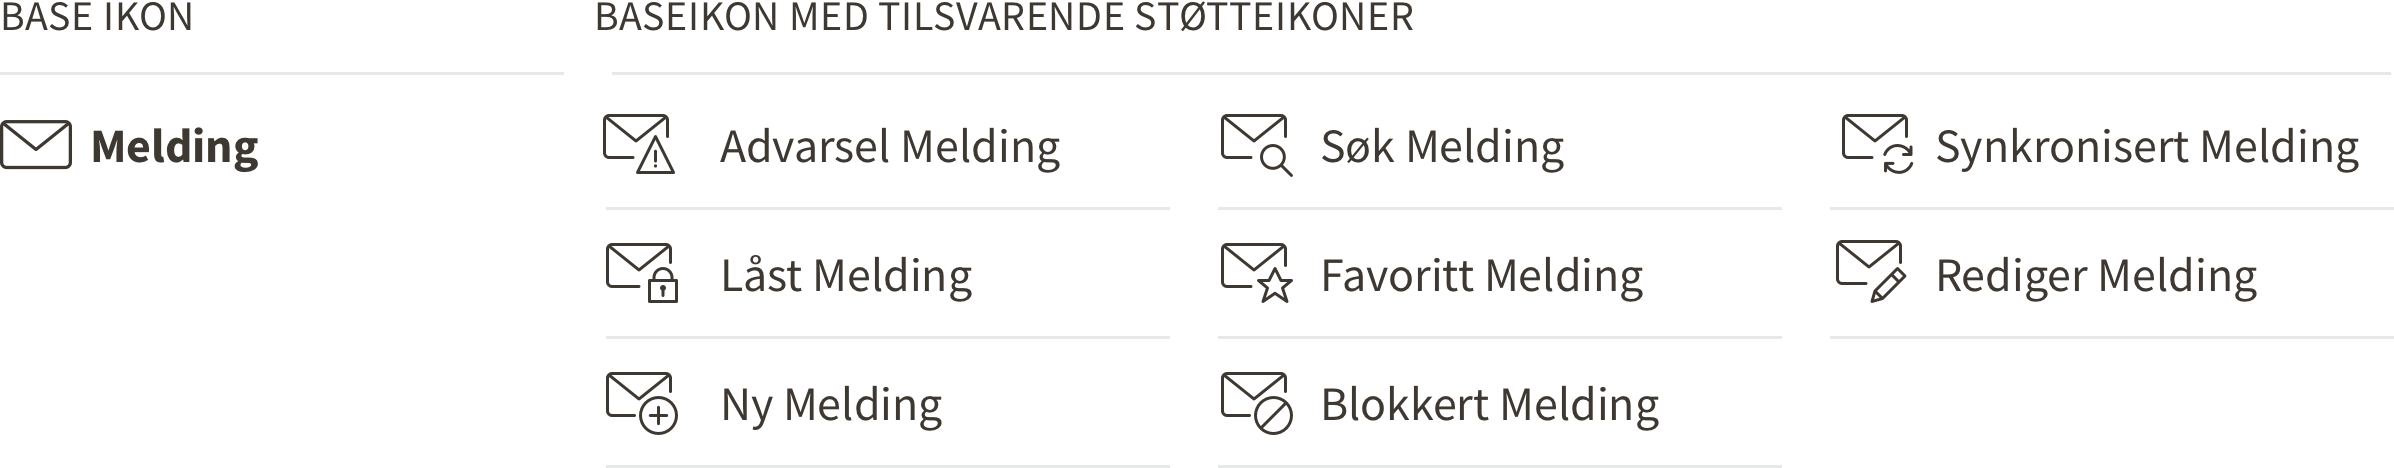 BASE IKON
BASEIKON MED TILSVARENDE STØTTEIKONER
Melding
Advarsel Melding
Søk Melding
Synkronisert Melding
Låst Melding
Favoritt Melding
Rediger Melding
Ny Melding
Blokkert Melding